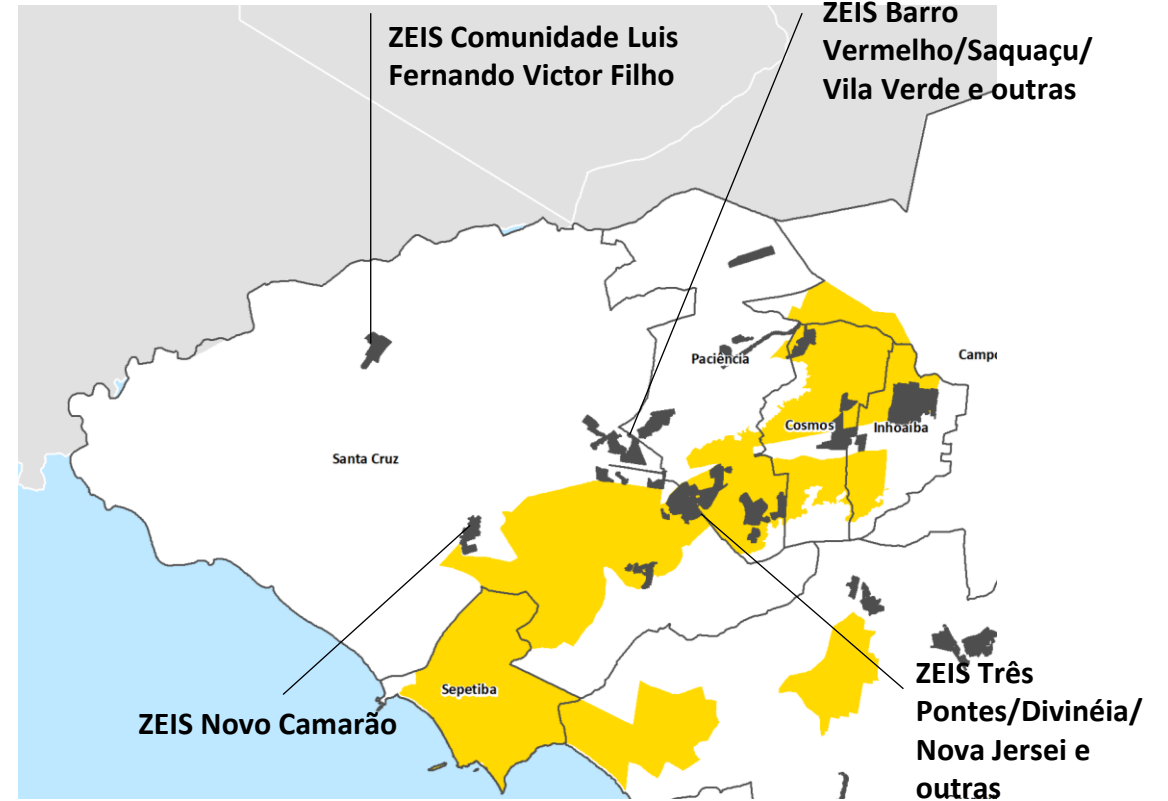 ZEIS Comunidade Luis
Fernando Victor Filho
ZEIS Barro
Vermelho/Saquaçu/
Vila Verde e outras
Paciência
Campo
Cosmos
Inhoaíba
Santa Cruz
Sepetiba
ZEIS Novo Camarão
ZEIS Três
Pontes/Divinéia/
Nova Jersei e
outras